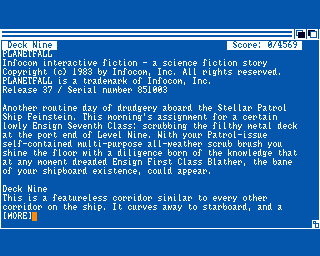 Deck Nine Score: 0/4569
PLANETFALL
Infocom interactive fiction - a science fiction story
Copyright (c) 1983 by Infocom, Inc. All rights reserved.
PLANETFALL is a trademark of Infocom, Inc.
Release 37 / Serial number 851003
Another routine day of drudgery aboard the Stellar Patrol
Ship Feinstein. This morning's assignment for a certain
lowly Ensign Seventh Class: scrubbing the filthy metal deck
at the port end of Level Nine. With your Patrol-issue
self-contained multi-purpose all-weather scrub brush you
shine the floor with a diligence born of the knowledge that
at any moment dreaded Ensign First Class Blather, the bane
of your shipboard existence, could appear.
Deck Nine
This is a featureless corridor similar to every other
corridor on the ship. It curves away to starboard, and a
[MORE]